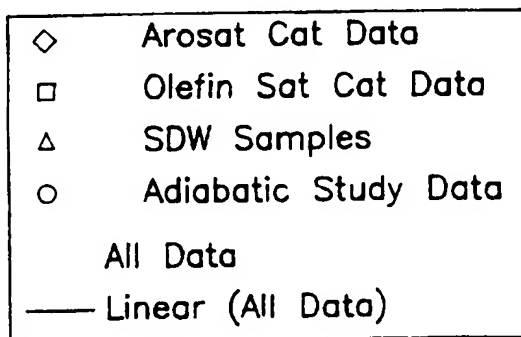 Arosat Cat Data
Olefin Sat Cat Data
SDW Samples
Adiabatic Study Data
All Data
Linear (All Data)